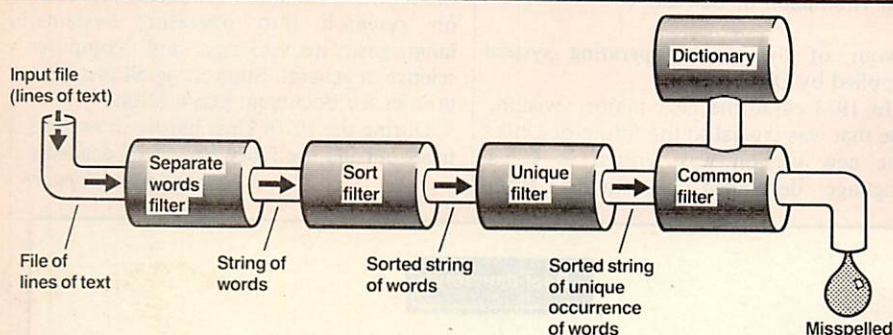 Input file
(lines of text)
Separate
words
filter
Sort
filter
Unique
filter
Common
filter
Dictionary
File of
lines of text
String of
words
Sorted string
of words
Sorted string
of unique
occurrence
of words
Misspelled